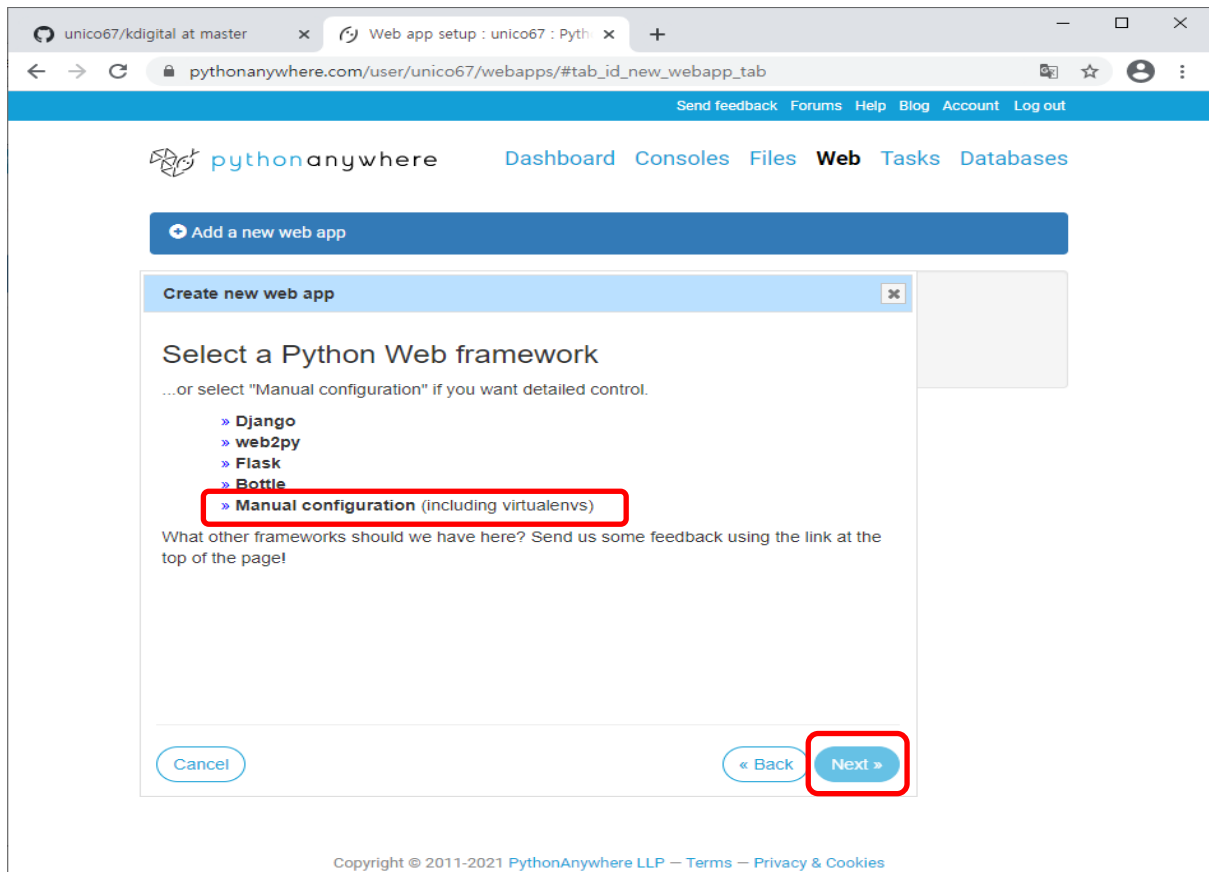 unico67/kdigital at master
Web app setup : unico67 : Pyth
pythonanywhere.com/user/unico67/webapps/#tab_id_new_webapp_tab
Send feedback Forums Help Blog Account Log out
pythonanywhere
Dashboard Consoles Files Web Tasks Databases
Add a new web app
Create new web app
Select a Python Web framework
...or select "Manual configuration" if you want detailed control.
» Django
» web2py
» Flask
» Bottle
» Manual configuration (including virtualenvs)
What other frameworks should we have here? Send us some feedback using the link at the
top of the page!
Cancel
« Back
Next »
Copyright © 2011-2021 PythonAnywhere LLP — Terms — Privacy & Cookies